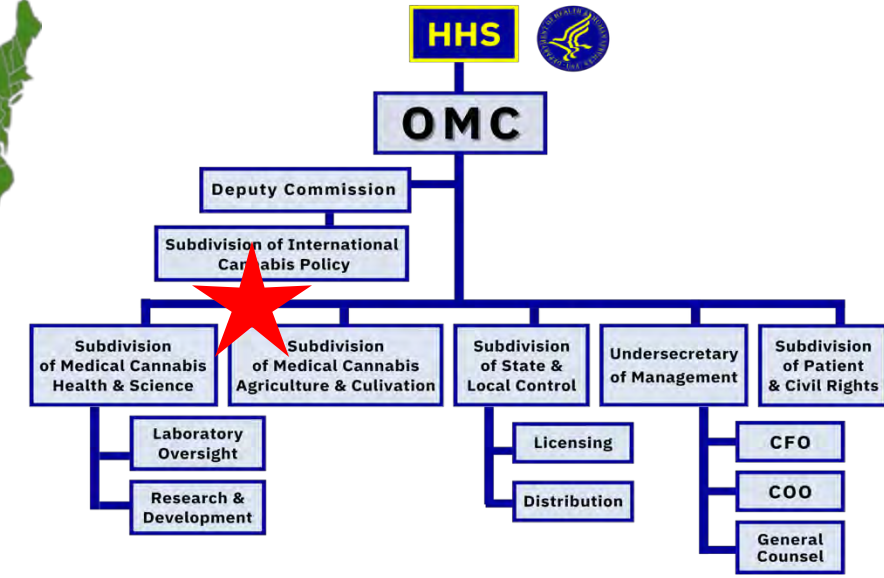 HHS
OMC
Deputy Commission
Subdivision of International
Cannabis Policy
Subdivision
of Medical Cannabis
Health & Science
Subdivision
of Medical Cannabis
Agriculture & Culivation
Subdivision
of State &
Local Control
Undersecretary
of Management
Subdivision
of Patient
& Civil Rights
Laboratory
Oversight
Research &
Development
Licensing
Distribution
CFO
COO
General
Counsel